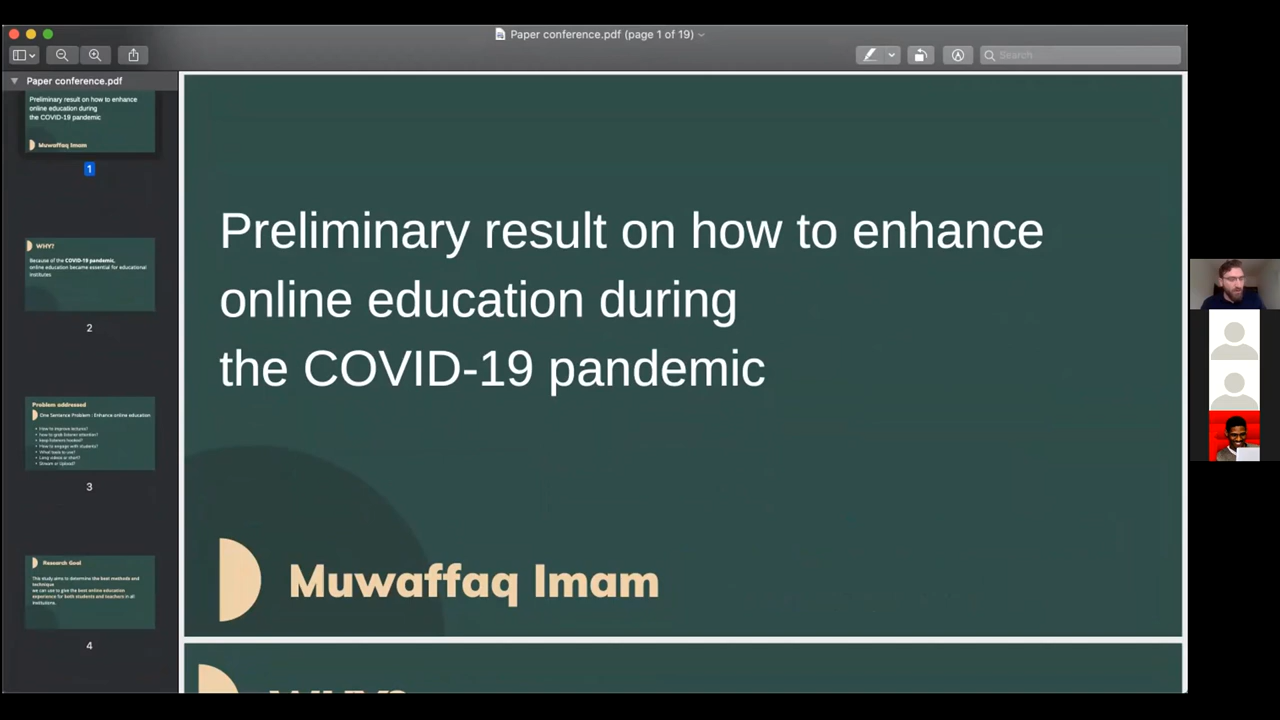 Paper conference.pdf (page 1 of 19)
Search
Paper conference.pdf
Preliminary result on how to enhance
online education during
the COVID-19 pandemic
Muwaffaq Imam
1
WHY?
Because of the COVID-19 pandemic,
online education became essential for educational
institutes.
2
Problem addressed
One Sentence Problem : Enhance online education
How to improve lectures?
how to grab listener attention?
keep listeners hooked?
How to engage with students?
What tools to use?
Long videos or short?
Stream or Upload?
3
Research Goal
This study aims to determine the best methods and
technique
we can use to give the best online education
experience for both students and teachers in all
institutions.
4
Preliminary result on how to enhance
online education during
the COVID-19 pandemic
Muwaffaq Imam
WHY?